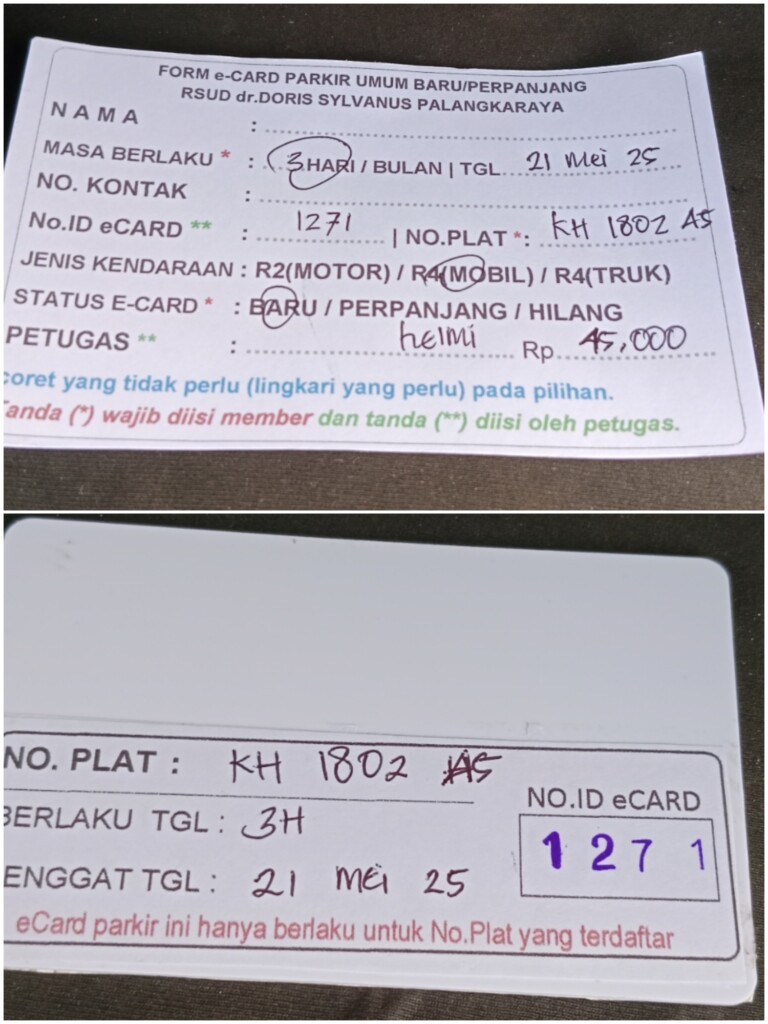 FORM e-CARD PARKIR UMUM BARU/PERPANJANG
RSUD dr.DORIS SYLVANUS PALANGKARAYA
NAMA :
MASA BERLAKU * : 3 HARI / BULAN | TGL 21 Mei 25
NO. KONTAK :
No.ID eCARD ** : 1271 | NO.PLAT *: KH 1802 AS
JENIS KENDARAAN : R2(MOTOR) / R4(MOBIL) / R4(TRUK)
STATUS E-CARD * : BARU / PERPANJANG / HILANG
PETUGAS ** : helmi Rp 45,000
coret yang tidak perlu (lingkari yang perlu) pada pilihan.
Tanda (*) wajib diisi member dan tanda (**) diisi oleh petugas.
NO. PLAT : KH 1802 AS
BERLAKU TGL : 3H
ENGGAT TGL : 21 Mei 25
NO.ID eCARD
1271
eCard parkir ini hanya berlaku untuk No.Plat yang terdaftar